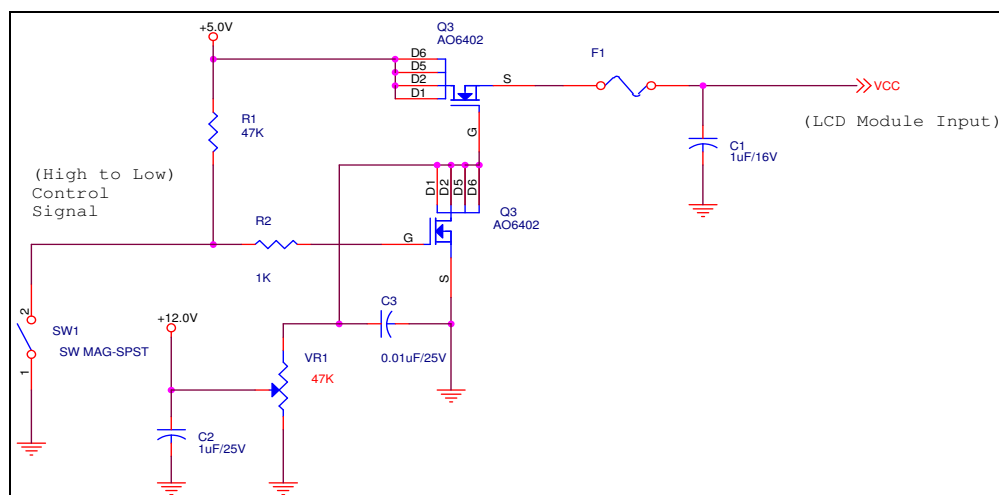 +5.0V
Q3
AO6402
D6
D5
D2
D1
S
G
F1
VCC
(LCD Module Input)
R1
47K
C1
1uF/16V
(High to Low)
Control
Signal
D1
D2
D5
D6
Q3
AO6402
R2
G
1K
S
2
SW1
SW MAG-SPST
1
+12.0V
C3
0.01uF/25V
VR1
47K
C2
1uF/25V